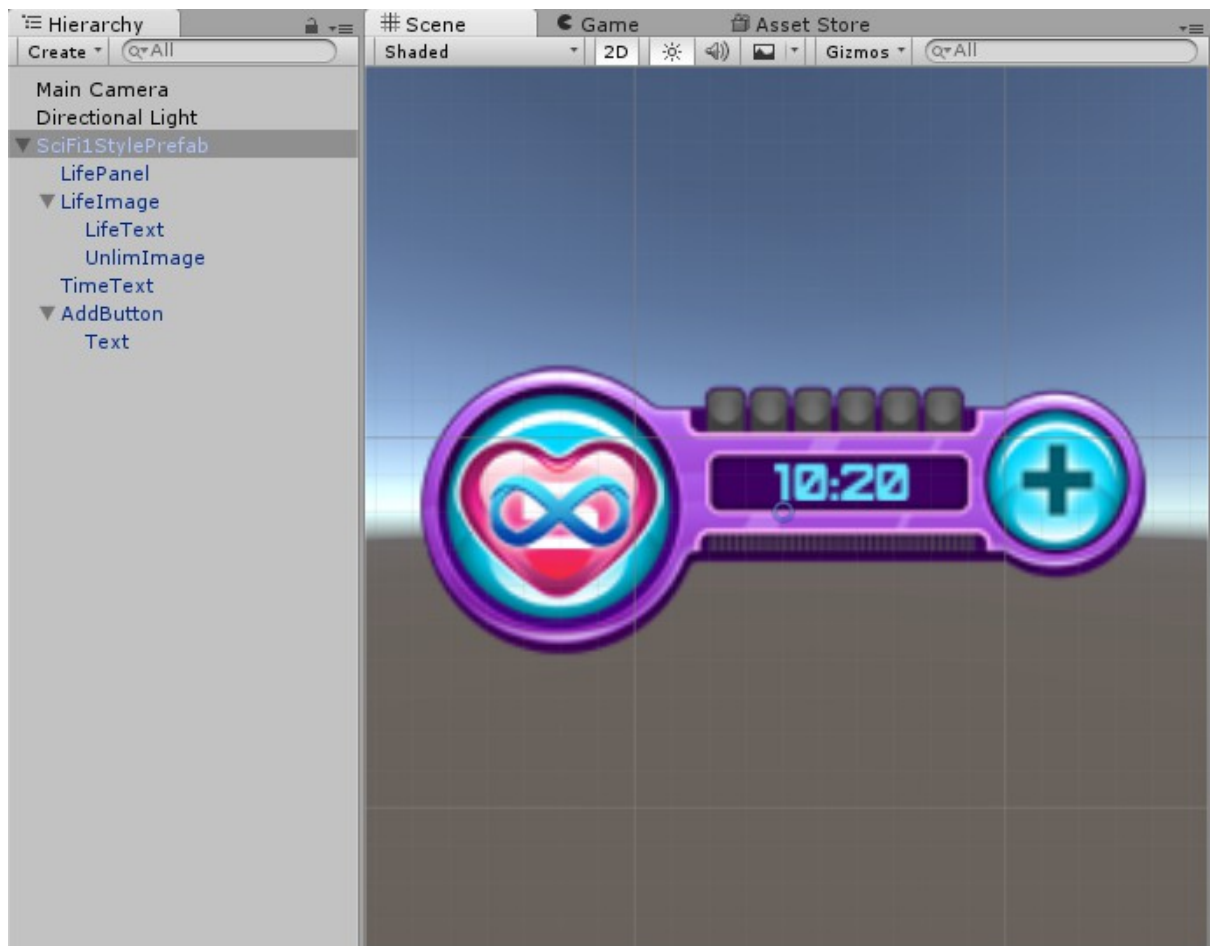 Hierarchy
Create All
Main Camera
Directional Light
SciFi1StylePrefab
LifePanel
LifeImage
LifeText
UnlimImage
TimeText
AddButton
Text
Scene Game Asset Store
Shaded 2D Gizmos All
10:20